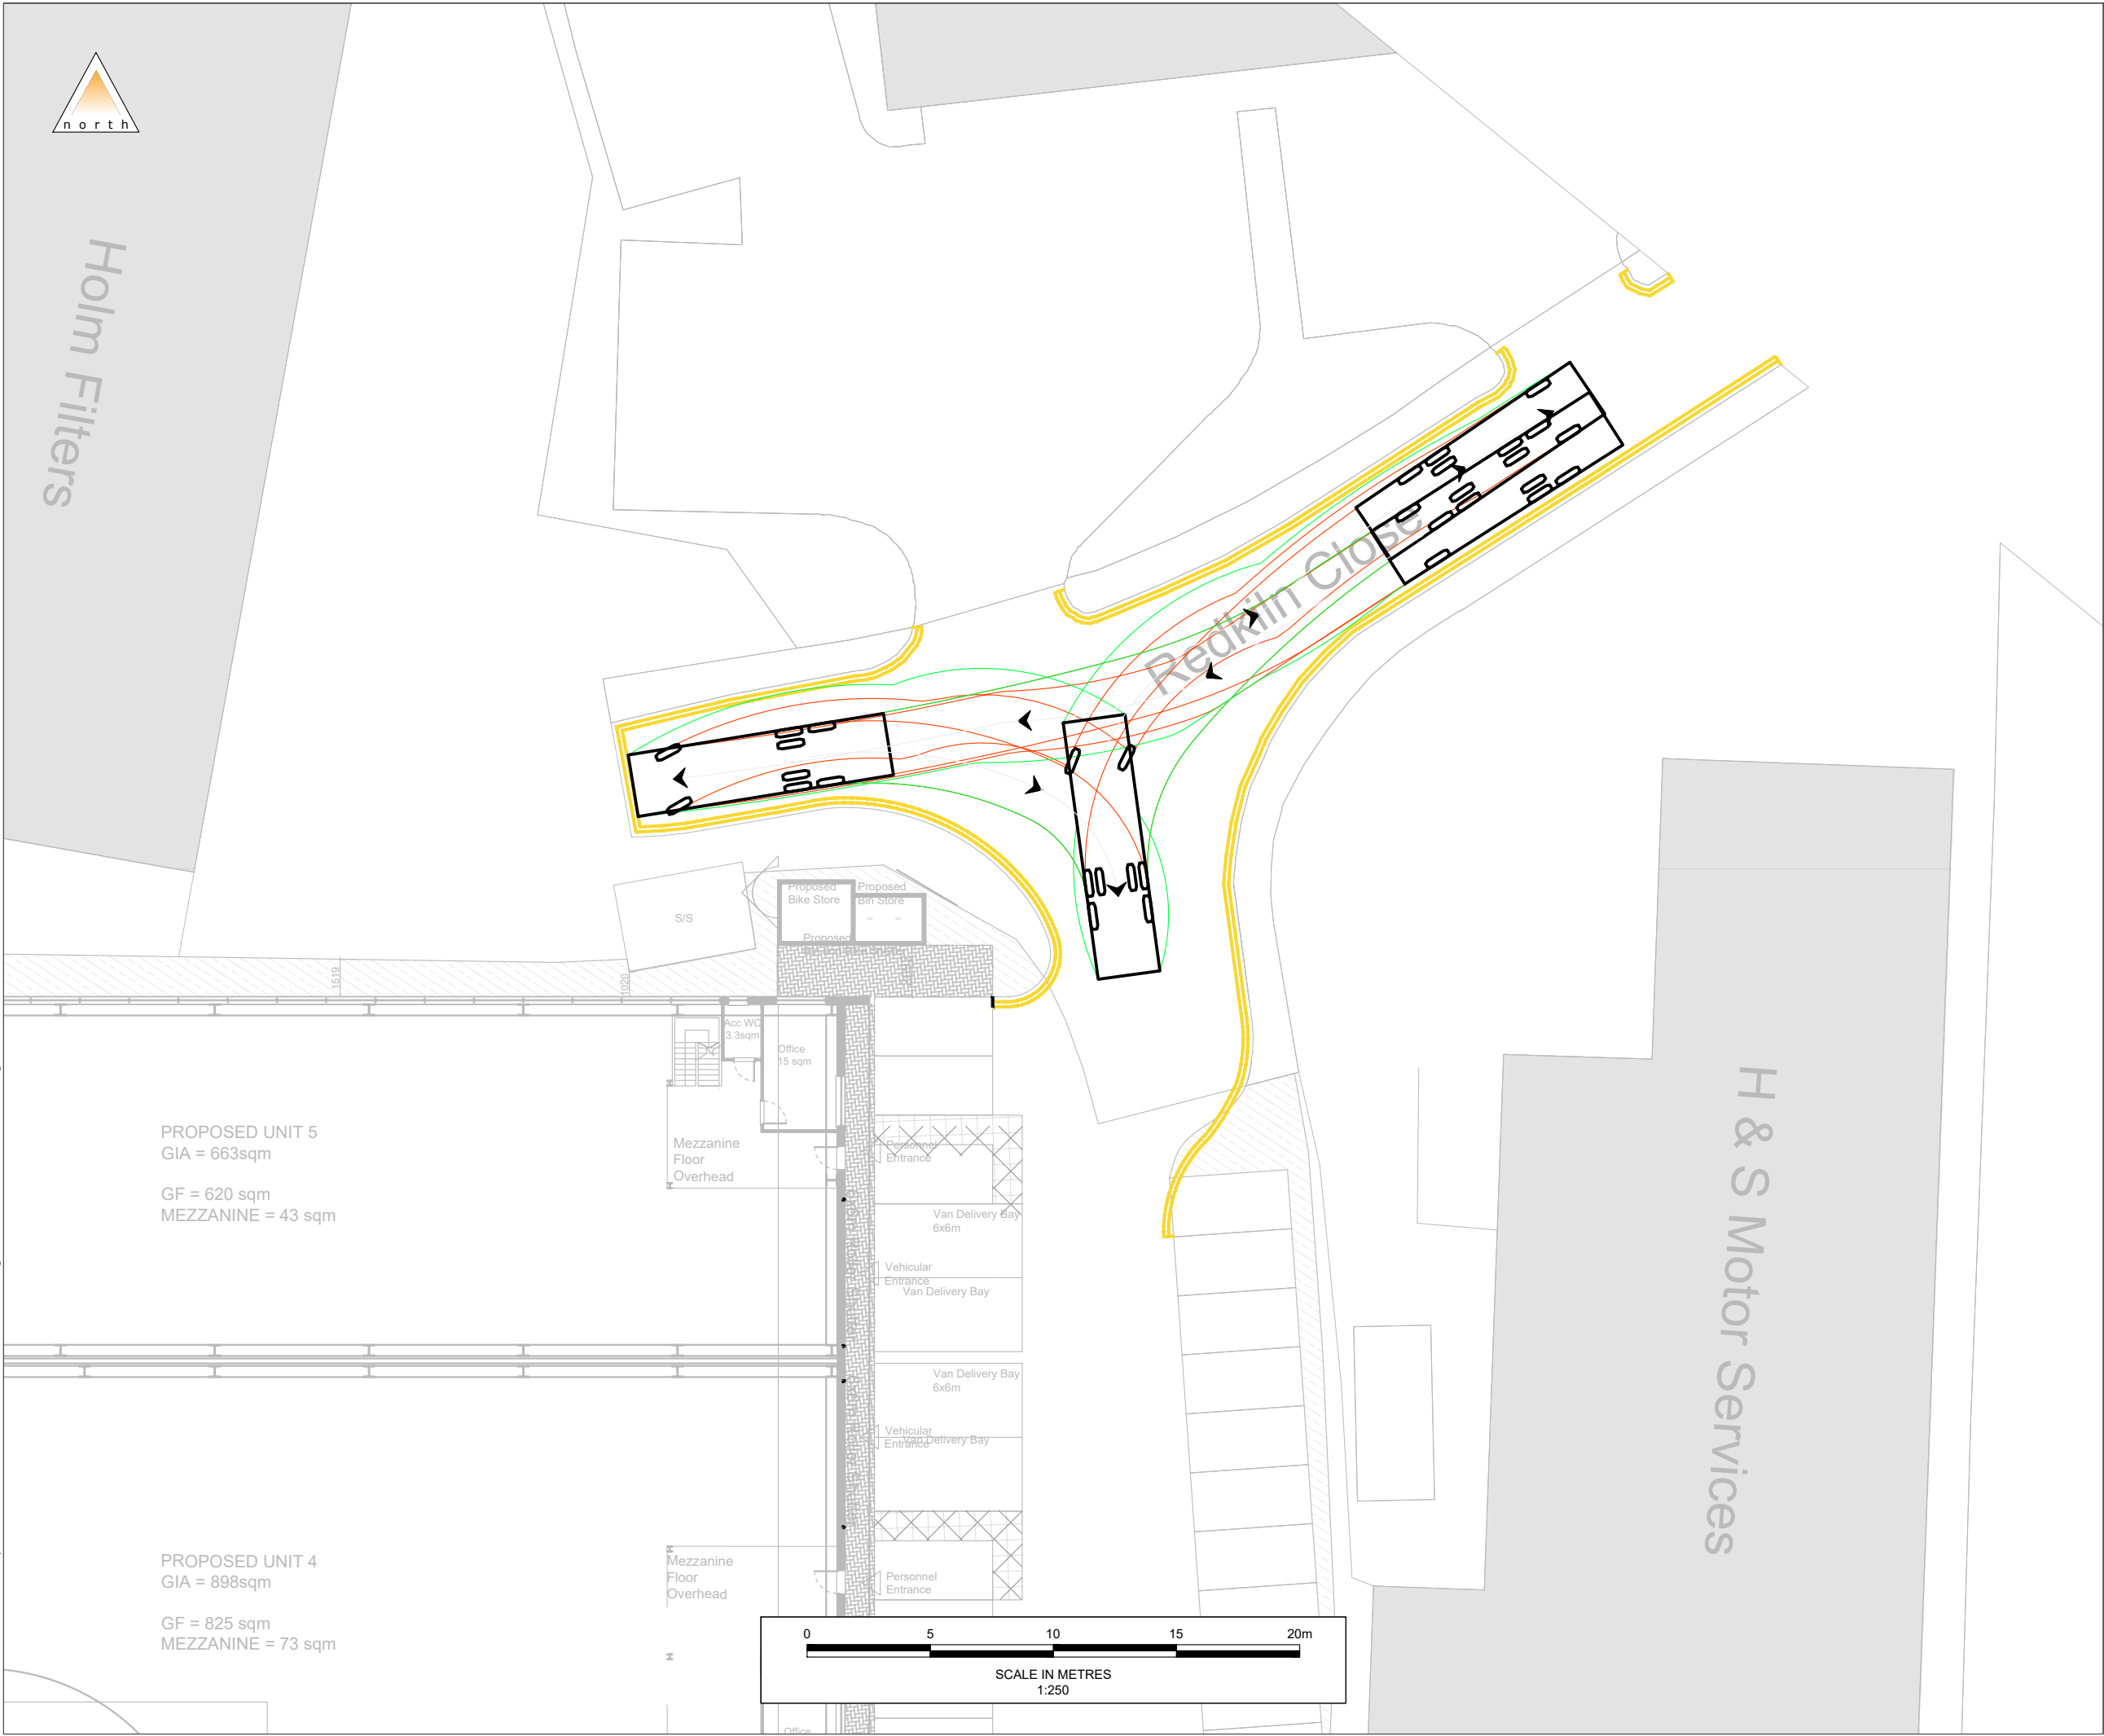 north
Holm Filters
Redkiln Close
H & S Motor Services
S/S
Proposed
Bike Store
Proposed
Bin Store
Proposed
1519
1020
Acc WC
3.3sqm
Office
15 sqm
PROPOSED UNIT 5
GIA = 663sqm
GF = 620 sqm
MEZZANINE = 43 sqm
Mezzanine
Floor
Overhead
Personnel
Entrance
Van Delivery Bay
6x6m
Vehicular
Entrance
Van Delivery Bay
Van Delivery Bay
6x6m
Vehicular
Entrance
Van Delivery Bay
PROPOSED UNIT 4
GIA = 898sqm
GF = 825 sqm
MEZZANINE = 73 sqm
Mezzanine
Floor
Overhead
Personnel
Entrance
0 5 10 15 20m
SCALE IN METRES
1:250
Office